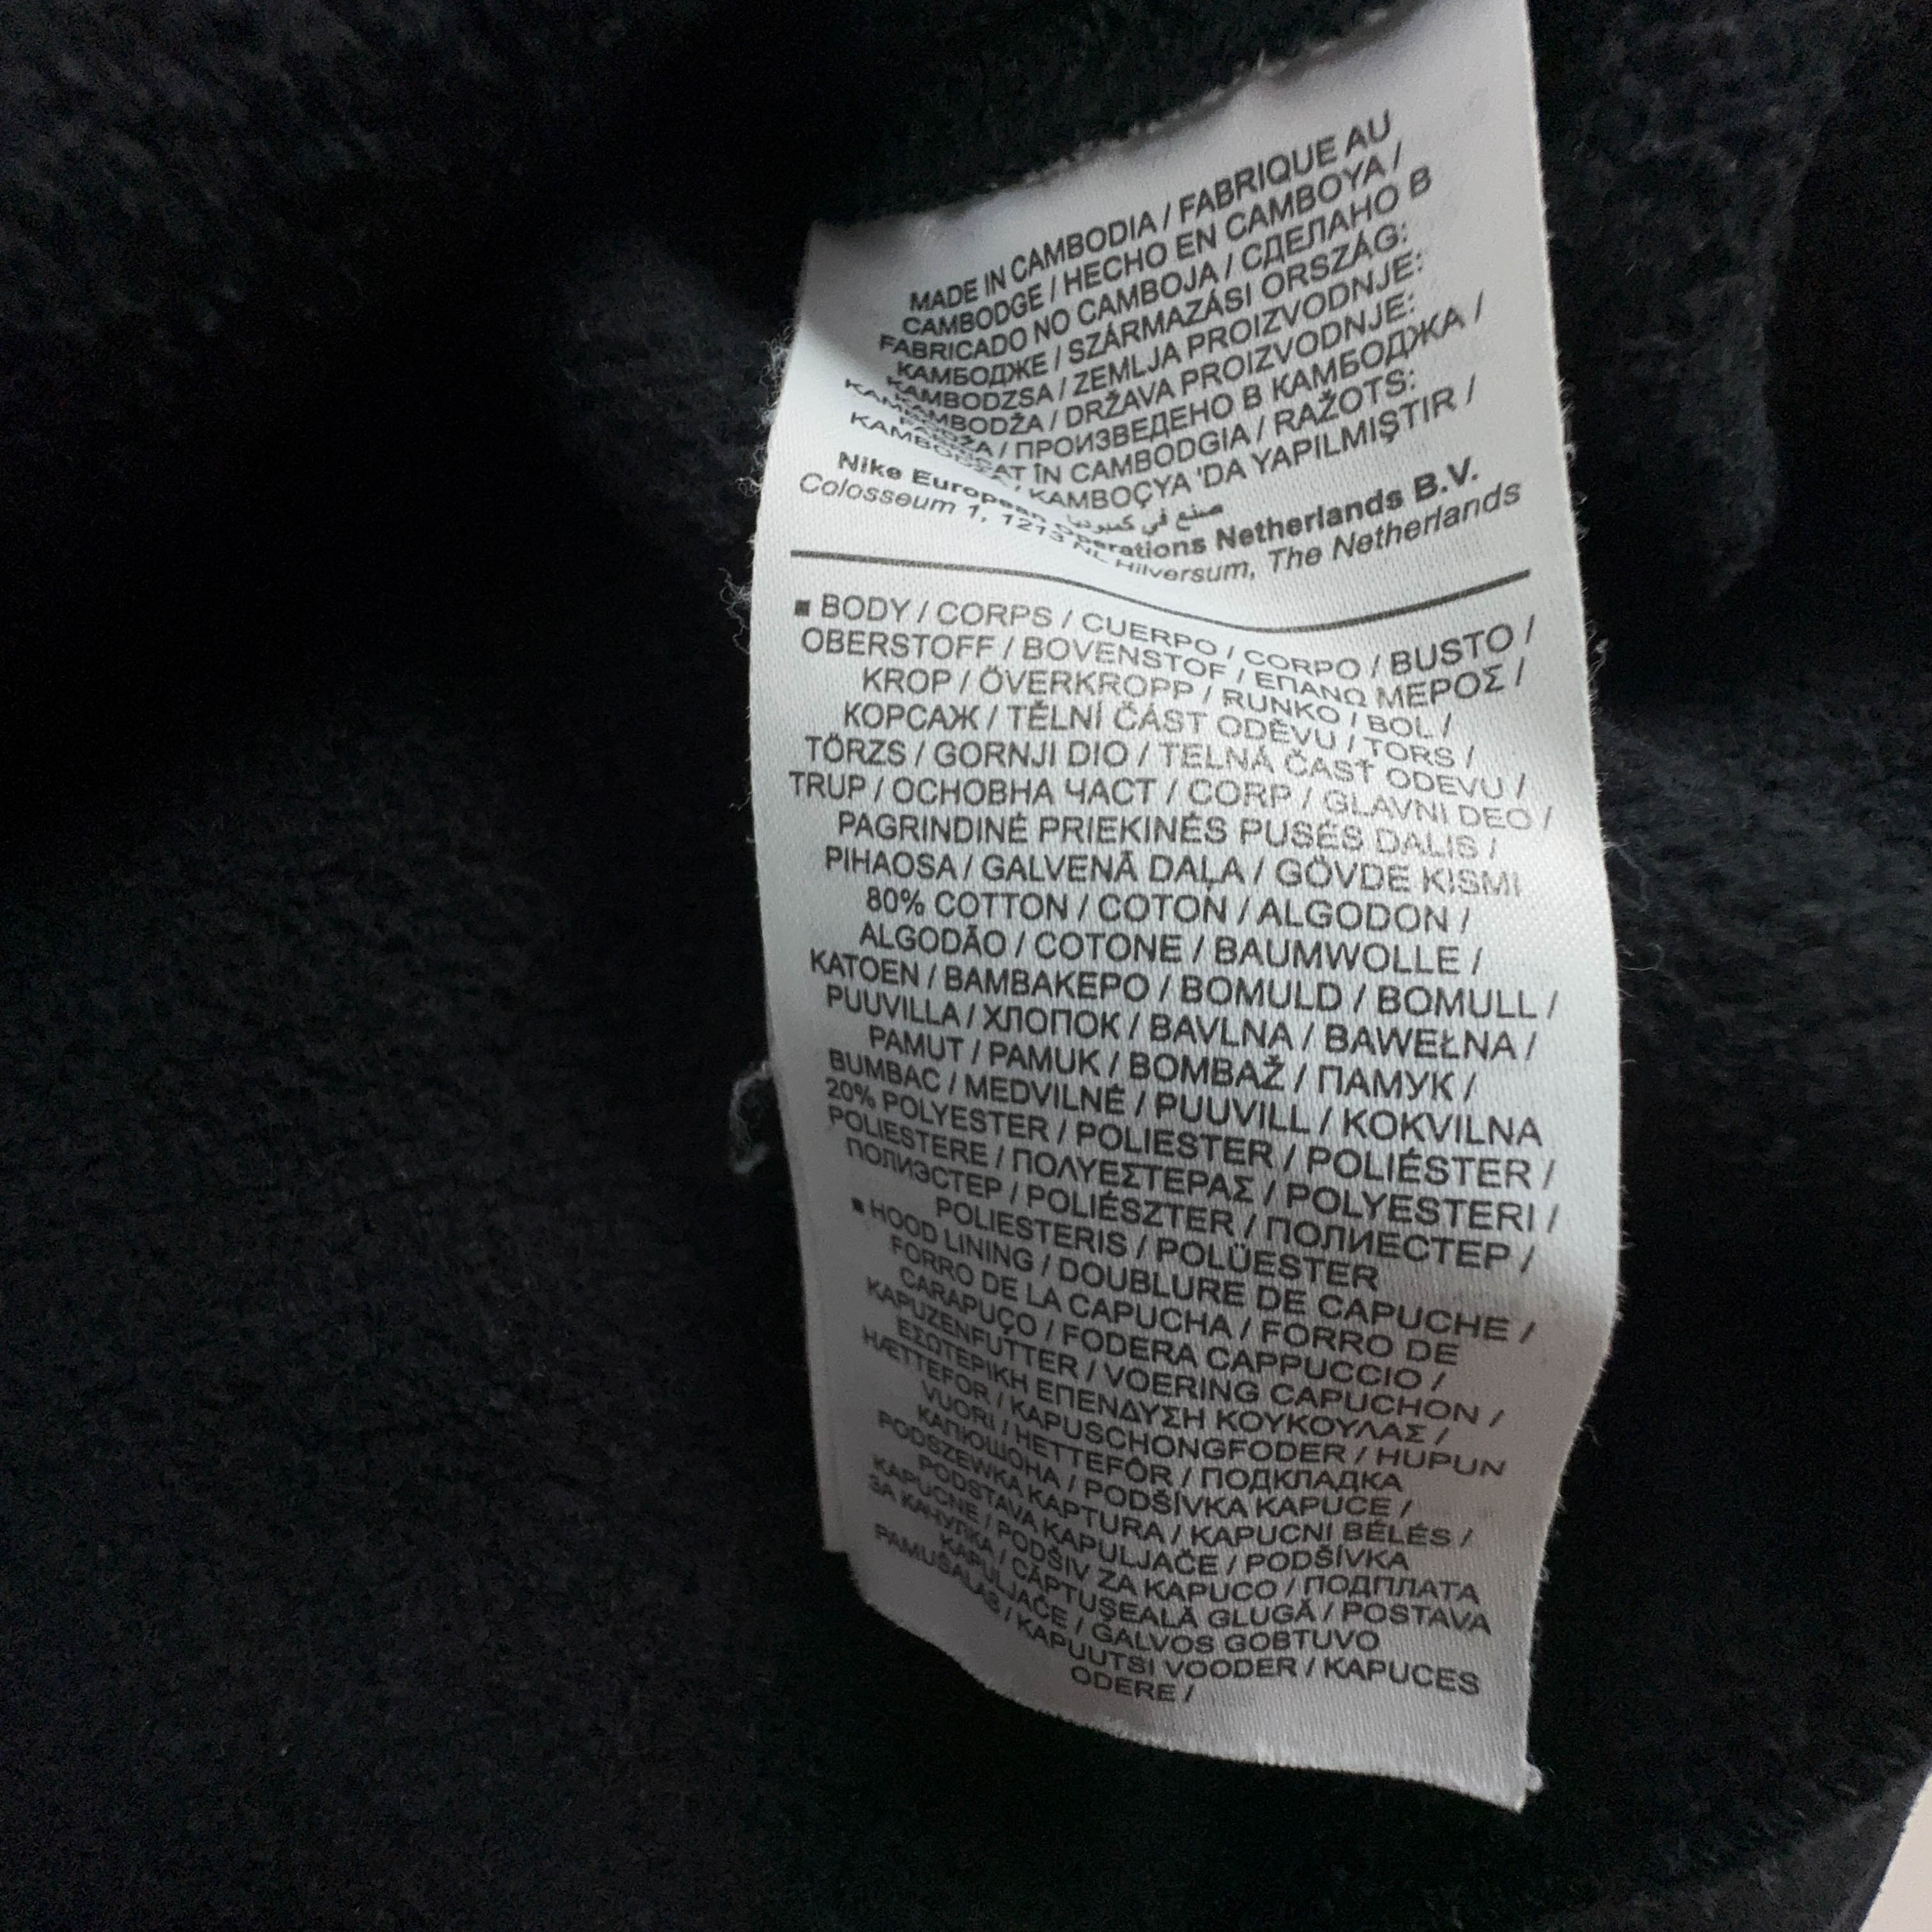 MADE IN CAMBODIA / FABRIQUE AU
CAMBODGE / HECHO EN CAMBOYA /
FABRICADO NO CAMBOJA / СДЕЛАНО В
КАМБОДЖЕ / SZÁRMAZÁSI ORSZÁG:
KAMBODZSA / ZEMLJA PROIZVODNJE:
KAMBODŽA / DRŽAVA PROIZVODNJE:
/ ПРОИЗВЕДЕНО В КАМБОДЖА /
ÎN CAMBODGIA / RAŽOTS:
/ KAMBOÇYA 'DA YAPILMIŞTIR /
صنع في كمبوديا
Nike European Operations Netherlands B.V.
Colosseum 1, 1213 NL Hilversum, The Netherlands
■ BODY / CORPS / CUERPO / CORPO / BUSTO /
OBERSTOFF / BOVENSTOF / ΕΠΑΝΩ ΜΕΡΟΣ /
KROP / ÖVERKROPP / RUNKO / BOL /
КОРСАЖ / TĚLNÍ ČÁST ODĚVU / TORS /
TÖRZS / GORNJI DIO / TELNÁ ČASŤ ODEVU /
TRUP / ОСНОВНА ЧАСТ / CORP / GLAVNI DEO /
PAGRINDINĖ PRIEKINĖS PUSĖS DALIS /
PIHAOSA / GALVENĀ DAĻA / GÖVDE KISMI
80% COTTON / COTON / ALGODON /
ALGODÃO / COTONE / BAUMWOLLE /
KATOEN / ΒΑΜΒΑΚΕΡΟ / BOMULD / BOMULL /
PUUVILLA / ХЛОПОК / BAVLNA / BAWEŁNA /
PAMUT / PAMUK / BOMBAŽ / ПАМУК /
BUMBAC / MEDVILNĖ / PUUVILL / KOKVILNA
20% POLYESTER / POLIESTER / POLIÉSTER /
POLIESTERE / ΠΟΛΥΕΣΤΕΡΑΣ / POLYESTERI /
ПОЛИЭСТЕР / POLIÉSZTER / ПОЛИЕСТЕР /
POLIESTERIS / POLÜESTER
■ HOOD LINING / DOUBLURE DE CAPUCHE /
FORRO DE LA CAPUCHA / FORRO DE
CARAPUÇO / FODERA CAPPUCCIO /
KAPUZENFUTTER / VOERING CAPUCHON /
ΕΣΩΤΕΡΙΚΗ ΕΠΕΝΔΥΣΗ ΚΟΥΚΟΥΛΑΣ /
HÆTTEFOR / KAPUSCHONGFODER / HUPUN
VUORI / HETTEFÔR / ПОДКЛАДКА
КАПЮШОНА / PODŠÍVKA KAPUCE /
PODSZEWKA KAPTURA / KAPUCNI BÉLÉS /
PODSTAVA KAPULJAČE / PODŠÍVKA
KAPUCNE / PODŠIV ZA KAPUCO / ПОДПЛАТА
ЗА КАЧУЛКА / CĂPTUŞEALĂ GLUGĂ / POSTAVA
KAPULJAČE / GALVOS GOBTUVO
PAMUŠALAS / KAPUUTSI VOODER / KAPUCES
ODERE /